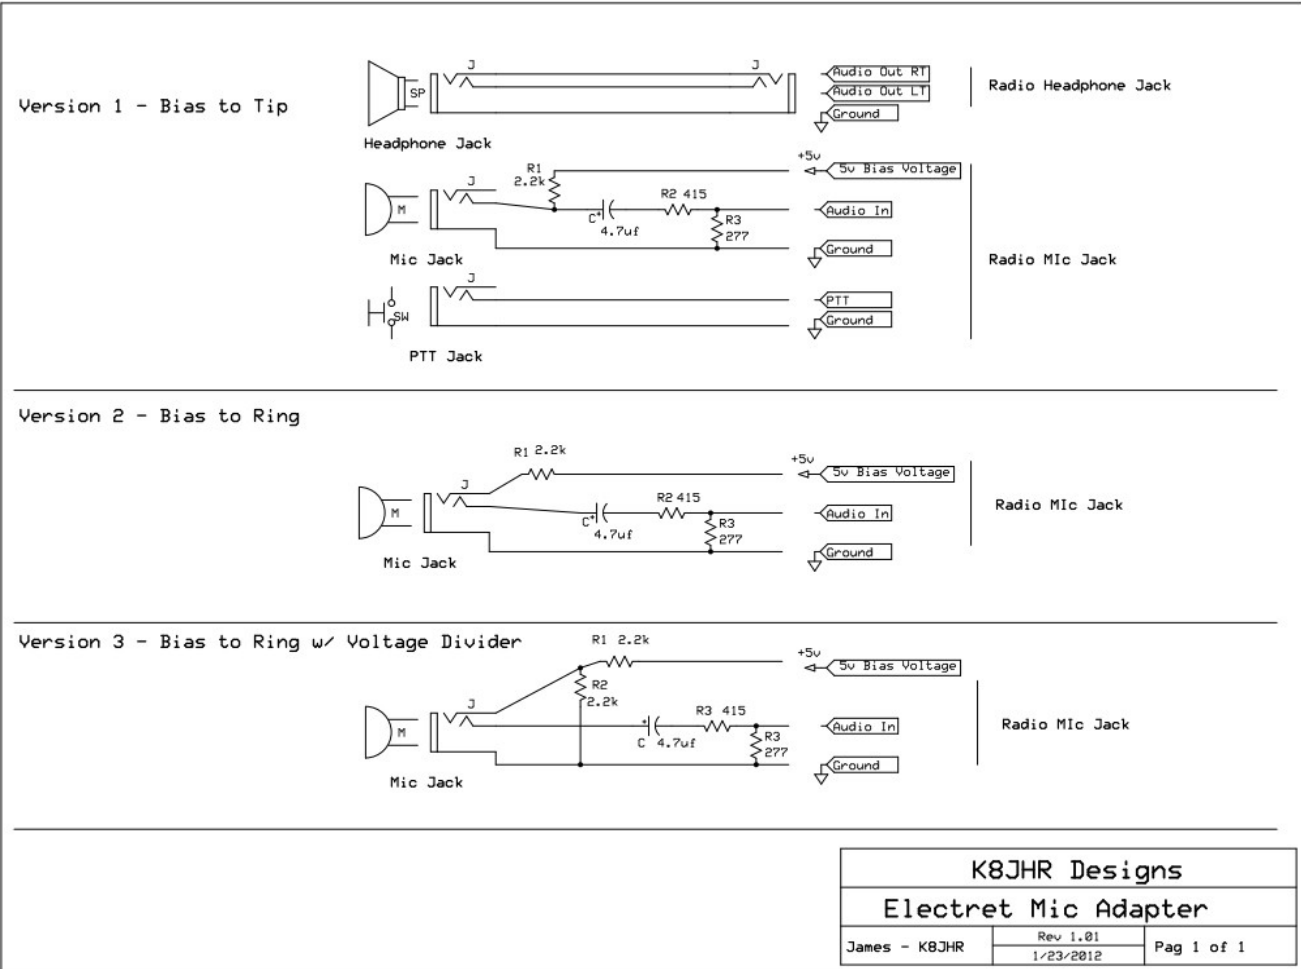 Version 1 - Bias to Tip
J
J
SP
Headphone Jack
Audio Out RT
Audio Out LT
Ground
Radio Headphone Jack
R1
2.2k
J
M
Mic Jack
C+
4.7uf
R2 415
R3
277
+5v
5v Bias Voltage
Audio In
Ground
Radio MIc Jack
J
SW
PTT Jack
PTT
Ground
Version 2 - Bias to Ring
R1 2.2k
J
M
Mic Jack
C+
4.7uf
R2 415
R3
277
+5v
5v Bias Voltage
Audio In
Ground
Radio MIc Jack
Version 3 - Bias to Ring w/ Voltage Divider
R1 2.2k
R2
2.2k
J
M
Mic Jack
+
C 4.7uf
R3 415
R3
277
+5v
5v Bias Voltage
Audio In
Ground
Radio MIc Jack
K8JHR Designs
Electret Mic Adapter
James - K8JHR
Rev 1.01
1/23/2012
Pag 1 of 1